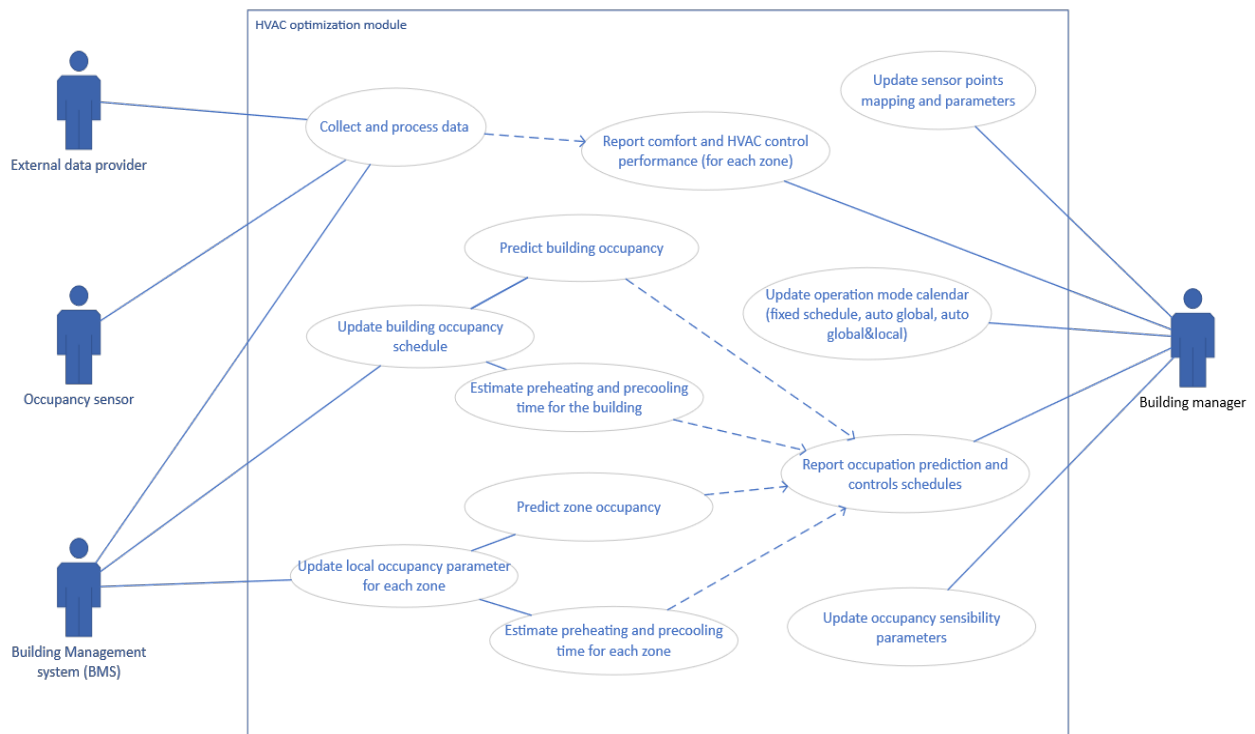 HVAC optimization module
Update sensor points
mapping and parameters
Collect and process data
Report comfort and HVAC control
performance (for each zone)
External data provider
Predict building occupancy
Update operation mode calendar
(fixed schedule, auto global, auto
global&local)
Update building occupancy
schedule
Occupancy sensor
Estimate preheating and precooling
time for the building
Building manager
Report occupation prediction and
controls schedules
Predict zone occupancy
Update local occupancy parameter
for each zone
Update occupancy sensibility
parameters
Estimate preheating and precooling
time for each zone
Building Management
system (BMS)